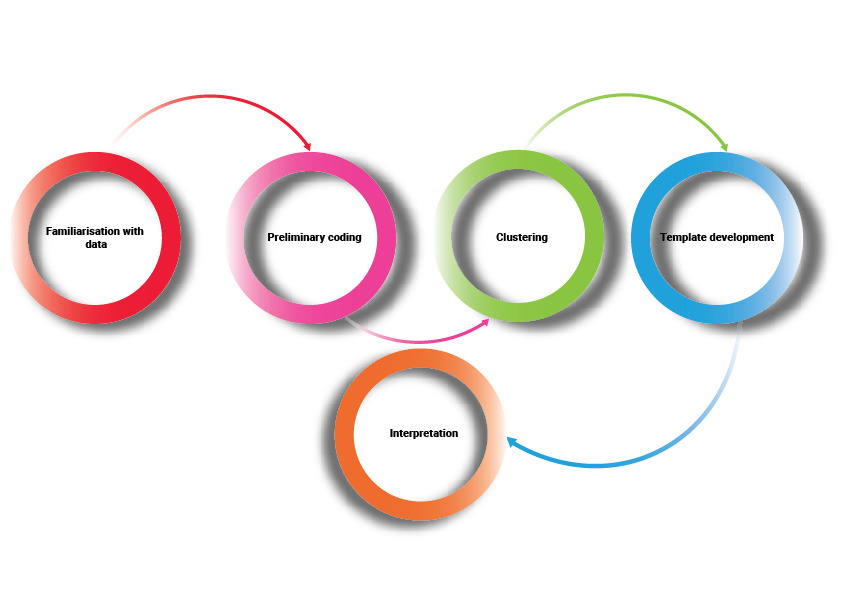 Familiarisation with
data
Preliminary coding
Clustering
Template development
Interpretation